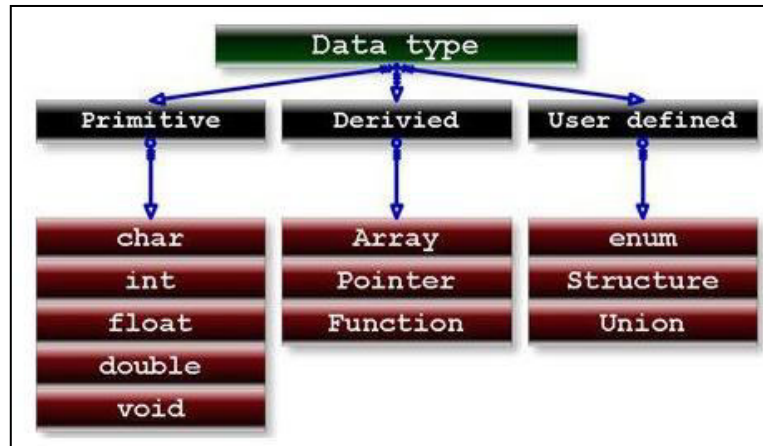 Data type
Primitive
Derivied
User defined
char
int
float
double
void
Array
Pointer
Function
enum
Structure
Union